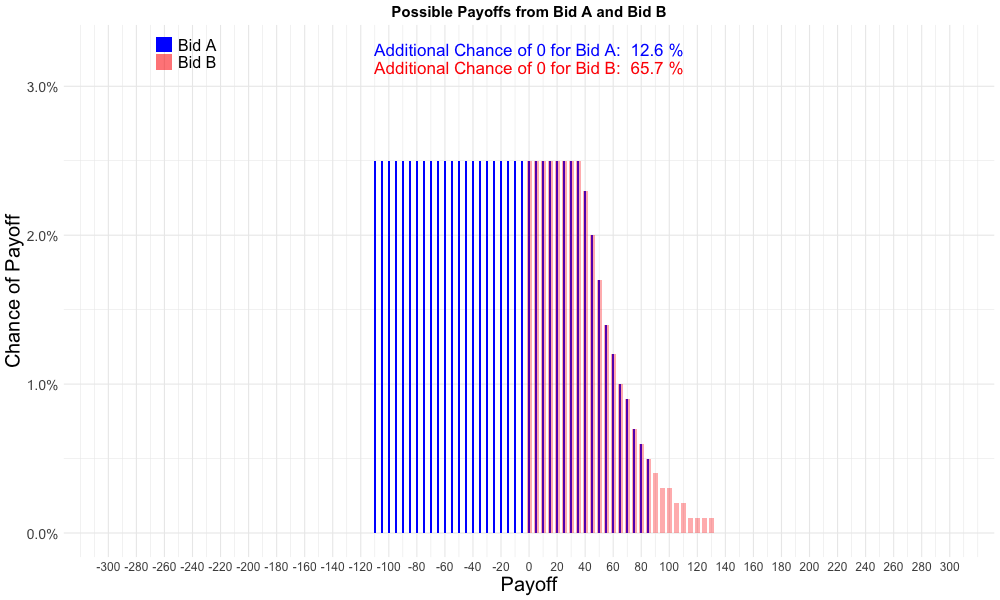 Possible Payoffs from Bid A and Bid B
Bid A
Bid B
Additional Chance of 0 for Bid A: 12.6 %
Additional Chance of 0 for Bid B: 65.7 %
Chance of Payoff
3.0%
2.0%
1.0%
0.0%
-300 -280 -260 -240 -220 -200 -180 -160 -140 -120 -100 -80 -60 -40 -20 0 20 40 60 80 100 120 140 160 180 200 220 240 260 280 300
Payoff